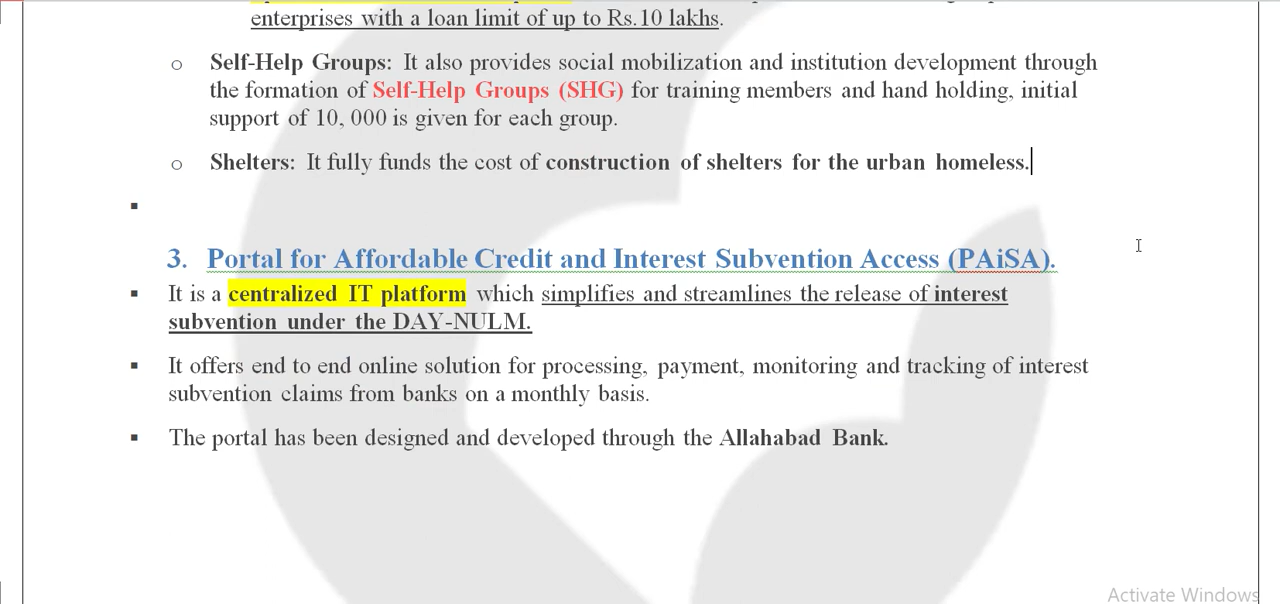 enterprises with a loan limit of up to Rs.10 lakhs.
o Self-Help Groups: It also provides social mobilization and institution development through
the formation of Self-Help Groups (SHG) for training members and hand holding, initial
support of 10, 000 is given for each group.
o Shelters: It fully funds the cost of construction of shelters for the urban homeless.
3. Portal for Affordable Credit and Interest Subvention Access (PAiSA).
▪ It is a centralized IT platform which simplifies and streamlines the release of interest
subvention under the DAY-NULM.
▪ It offers end to end online solution for processing, payment, monitoring and tracking of interest
subvention claims from banks on a monthly basis.
▪ The portal has been designed and developed through the Allahabad Bank.
Activate Windows